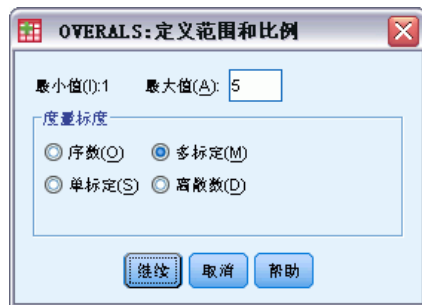 OVERALS:定义范围和比例
最小值(I):1 最大值(A): 5
度量标度
序数(O) 多标定(M)
单标定(S) 离散数(D)
继续 取消 帮助